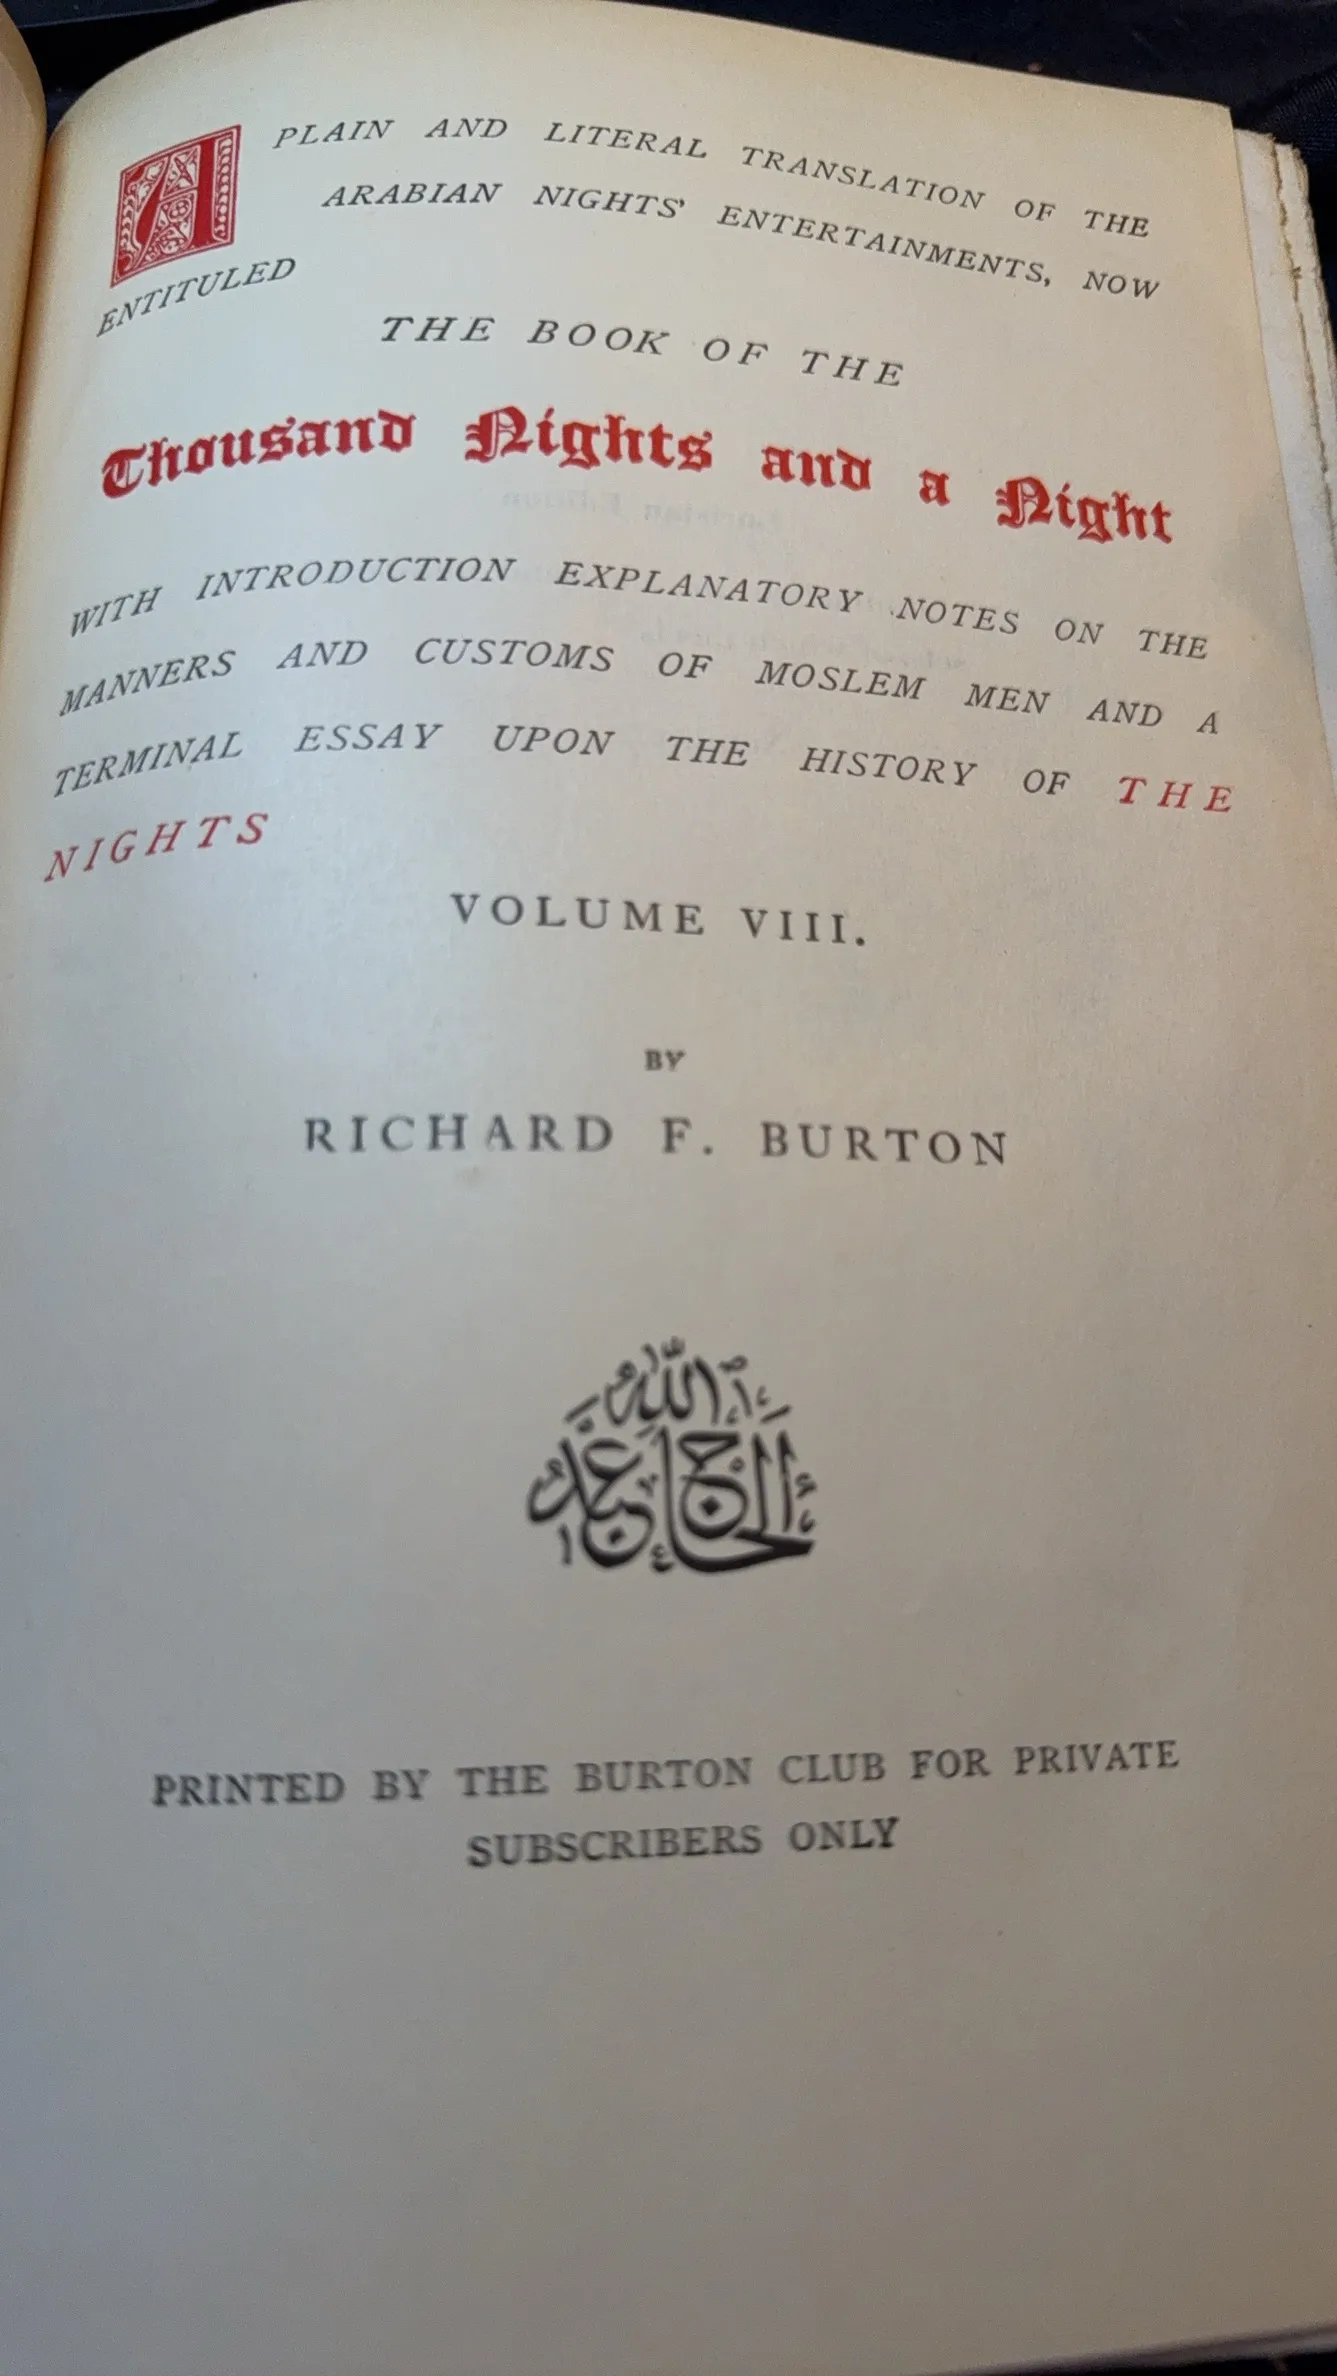 A PLAIN AND LITERAL TRANSLATION OF THE
ARABIAN NIGHTS' ENTERTAINMENTS, NOW
ENTITULED
THE BOOK OF THE
Thousand Nights and a Night
WITH INTRODUCTION EXPLANATORY NOTES ON THE
MANNERS AND CUSTOMS OF MOSLEM MEN AND A
TERMINAL ESSAY UPON THE HISTORY OF THE
NIGHTS
VOLUME VIII.
BY
RICHARD F. BURTON
الله
الحاج عبد
PRINTED BY THE BURTON CLUB FOR PRIVATE
SUBSCRIBERS ONLY